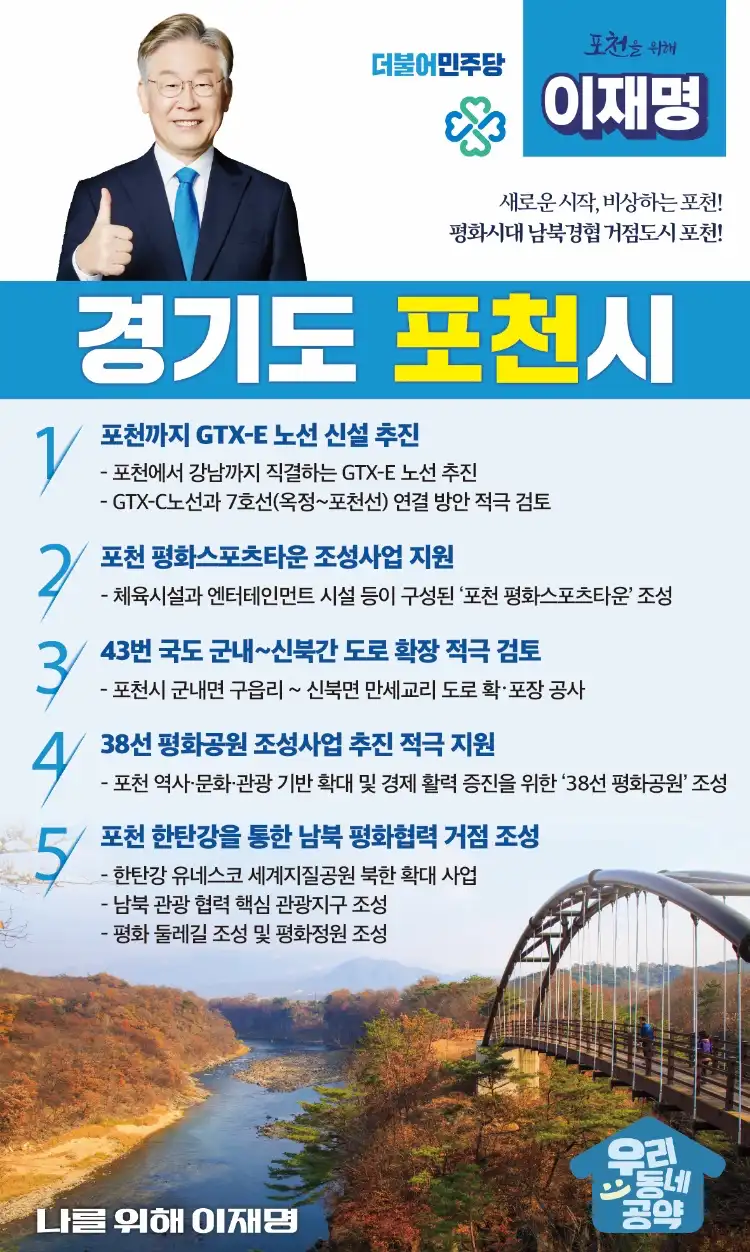 더불어민주당
포천을 위해
이재명
새로운 시작, 비상하는 포천!
평화시대 남북경협 거점도시 포천!
경기도 포천시
1 포천까지 GTX-E 노선 신설 추진
- 포천에서 강남까지 직결하는 GTX-E 노선 추진
- GTX-C노선과 7호선(옥정~포천선) 연결 방안 적극 검토
2 포천 평화스포츠타운 조성사업 지원
- 체육시설과 엔터테인먼트 시설 등이 구성된 ‘포천 평화스포츠타운’ 조성
3 43번 국도 군내~신북간 도로 확장 적극 검토
- 포천시 군내면 구읍리 ~ 신북면 만세교리 도로 확·포장 공사
4 38선 평화공원 조성사업 추진 적극 지원
- 포천 역사·문화·관광 기반 확대 및 경제 활력 증진을 위한 ‘38선 평화공원’ 조성
5 포천 한탄강을 통한 남북 평화협력 거점 조성
- 한탄강 유네스코 세계지질공원 북한 확대 사업
- 남북 관광 협력 핵심 관광지구 조성
- 평화 둘레길 조성 및 평화정원 조성
우리
동네
공약
나를 위해 이재명